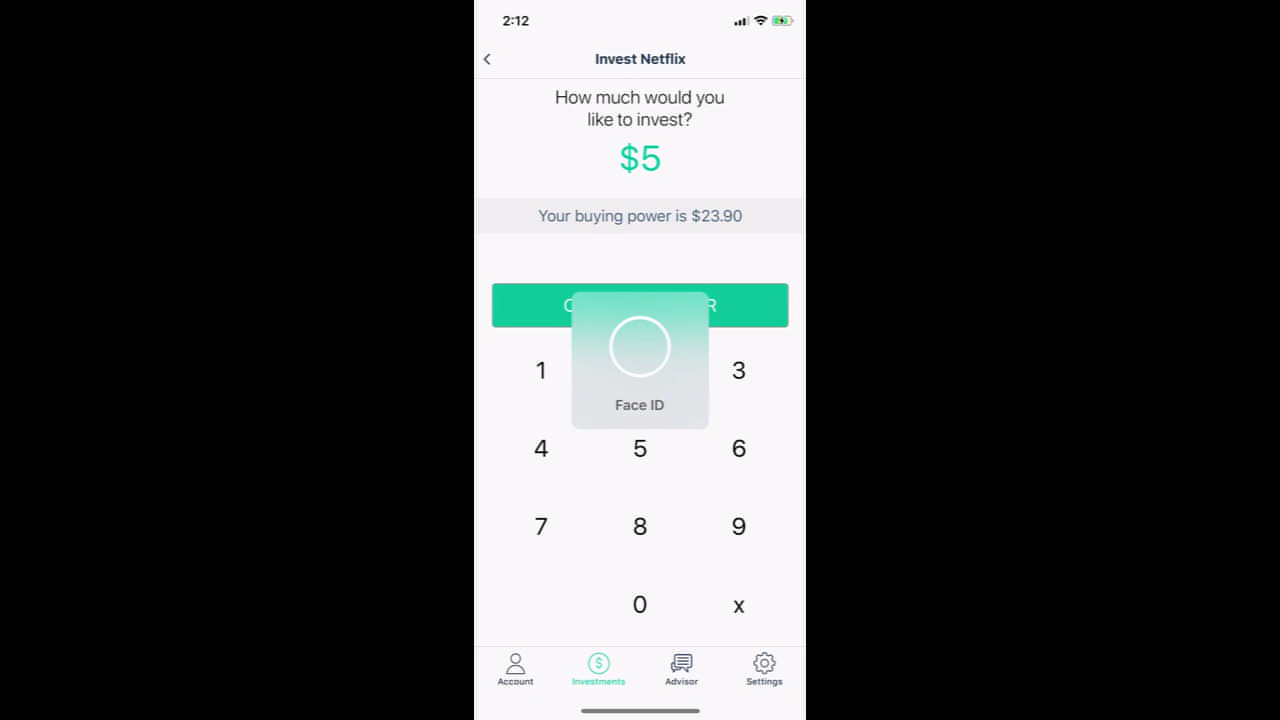 2:12
Invest Netflix
How much would you
like to invest?
$5
Your buying power is $23.90
Face ID
1 3
4 5 6
7 8 9
0 x
Account Investments Advisor Settings